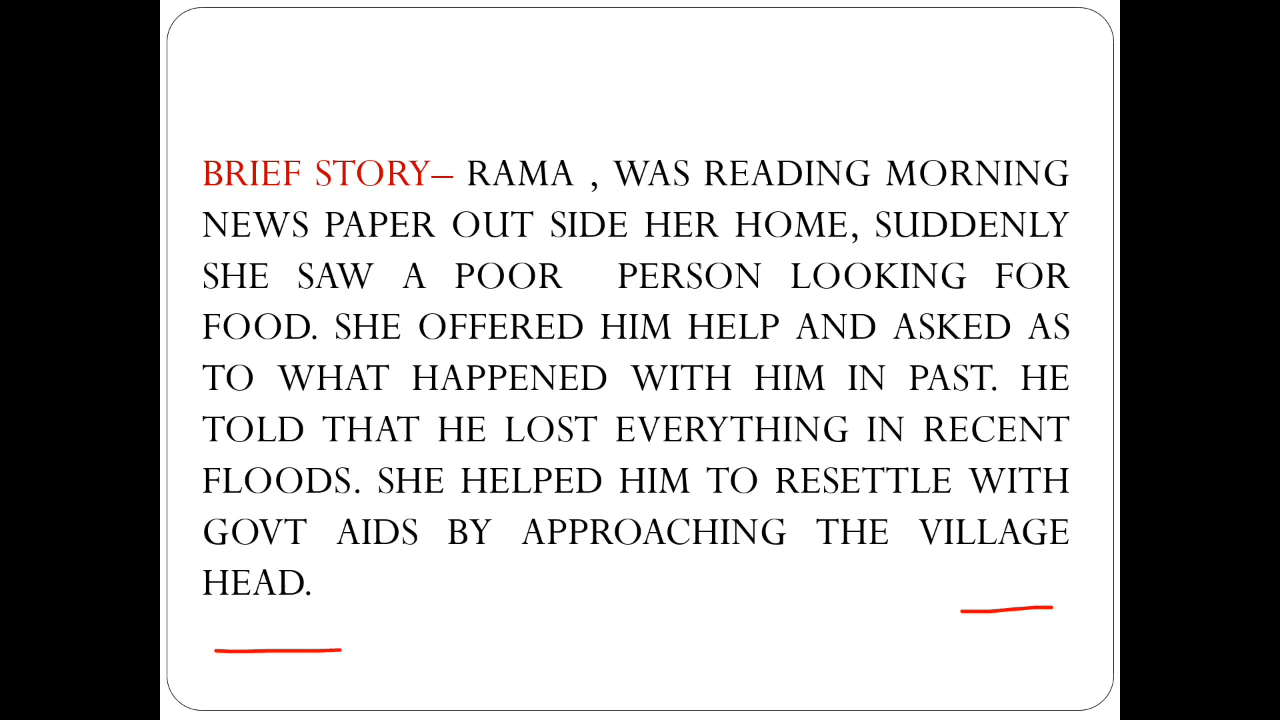 BRIEF STORY– RAMA , WAS READING MORNING
NEWS PAPER OUT SIDE HER HOME, SUDDENLY
SHE SAW A POOR PERSON LOOKING FOR
FOOD. SHE OFFERED HIM HELP AND ASKED AS
TO WHAT HAPPENED WITH HIM IN PAST. HE
TOLD THAT HE LOST EVERYTHING IN RECENT
FLOODS. SHE HELPED HIM TO RESETTLE WITH
GOVT AIDS BY APPROACHING THE VILLAGE
HEAD.